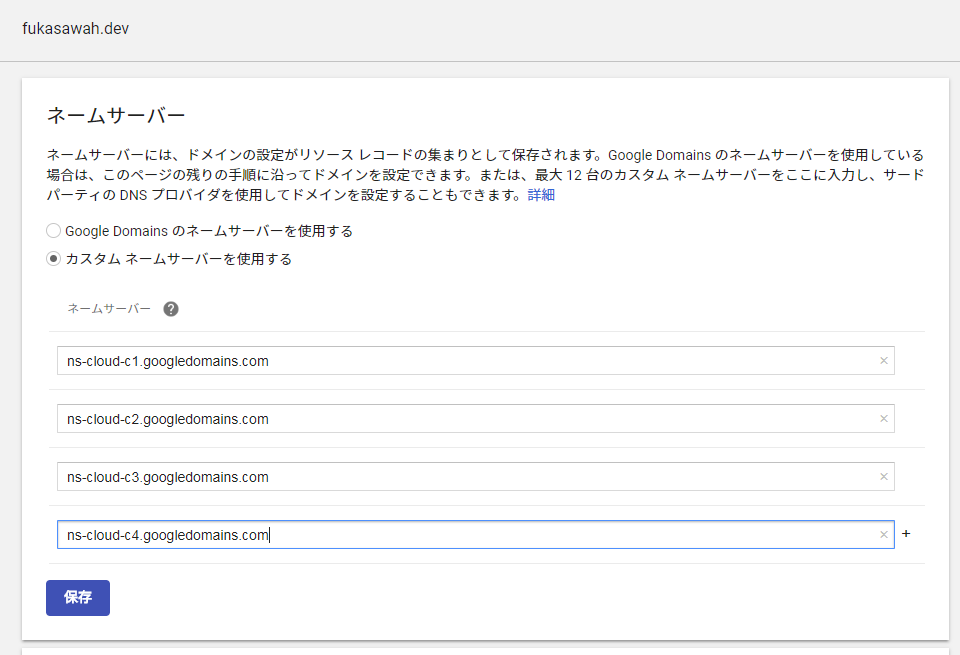 fukasawah.dev
ネームサーバー
ネームサーバーには、ドメインの設定がリソース レコードの集まりとして保存されます。Google Domains のネームサーバーを使用している
場合は、このページの残りの手順に沿ってドメインを設定できます。または、最大 12 台のカスタム ネームサーバーをここに入力し、サード
パーティの DNS プロバイダを使用してドメインを設定することもできます。詳細
Google Domains のネームサーバーを使用する
カスタム ネームサーバーを使用する
ネームサーバー ?
ns-cloud-c1.googledomains.com ×
ns-cloud-c2.googledomains.com ×
ns-cloud-c3.googledomains.com ×
ns-cloud-c4.googledomains.com × +
保存